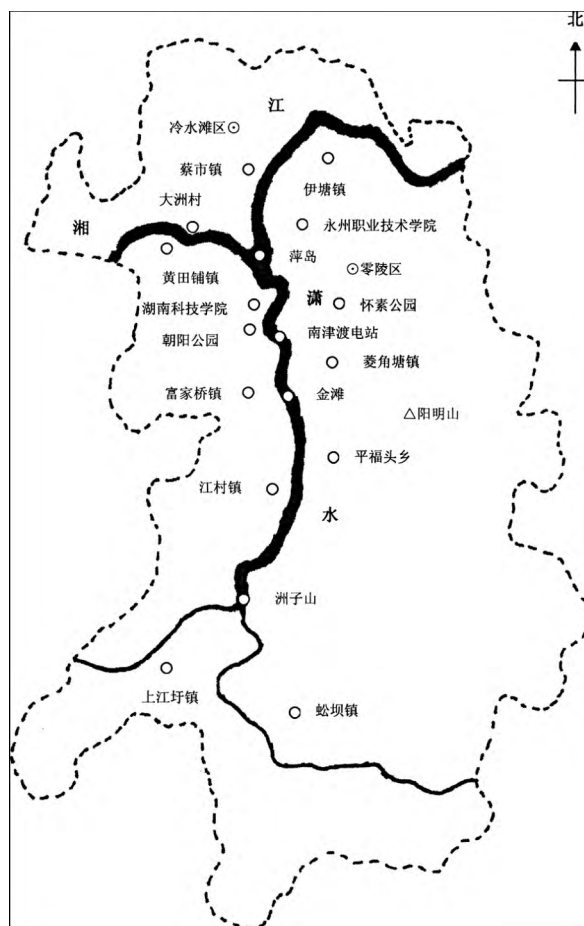 北
江
冷水滩区
蔡市镇
伊塘镇
大洲村
湘
永州职业技术学院
萍岛
零陵区
黄田铺镇
潇
湖南科技学院
怀素公园
朝阳公园
南津渡电站
菱角塘镇
富家桥镇
金滩
阳明山
平福头乡
江村镇
水
洲子山
上江圩镇
蚣坝镇